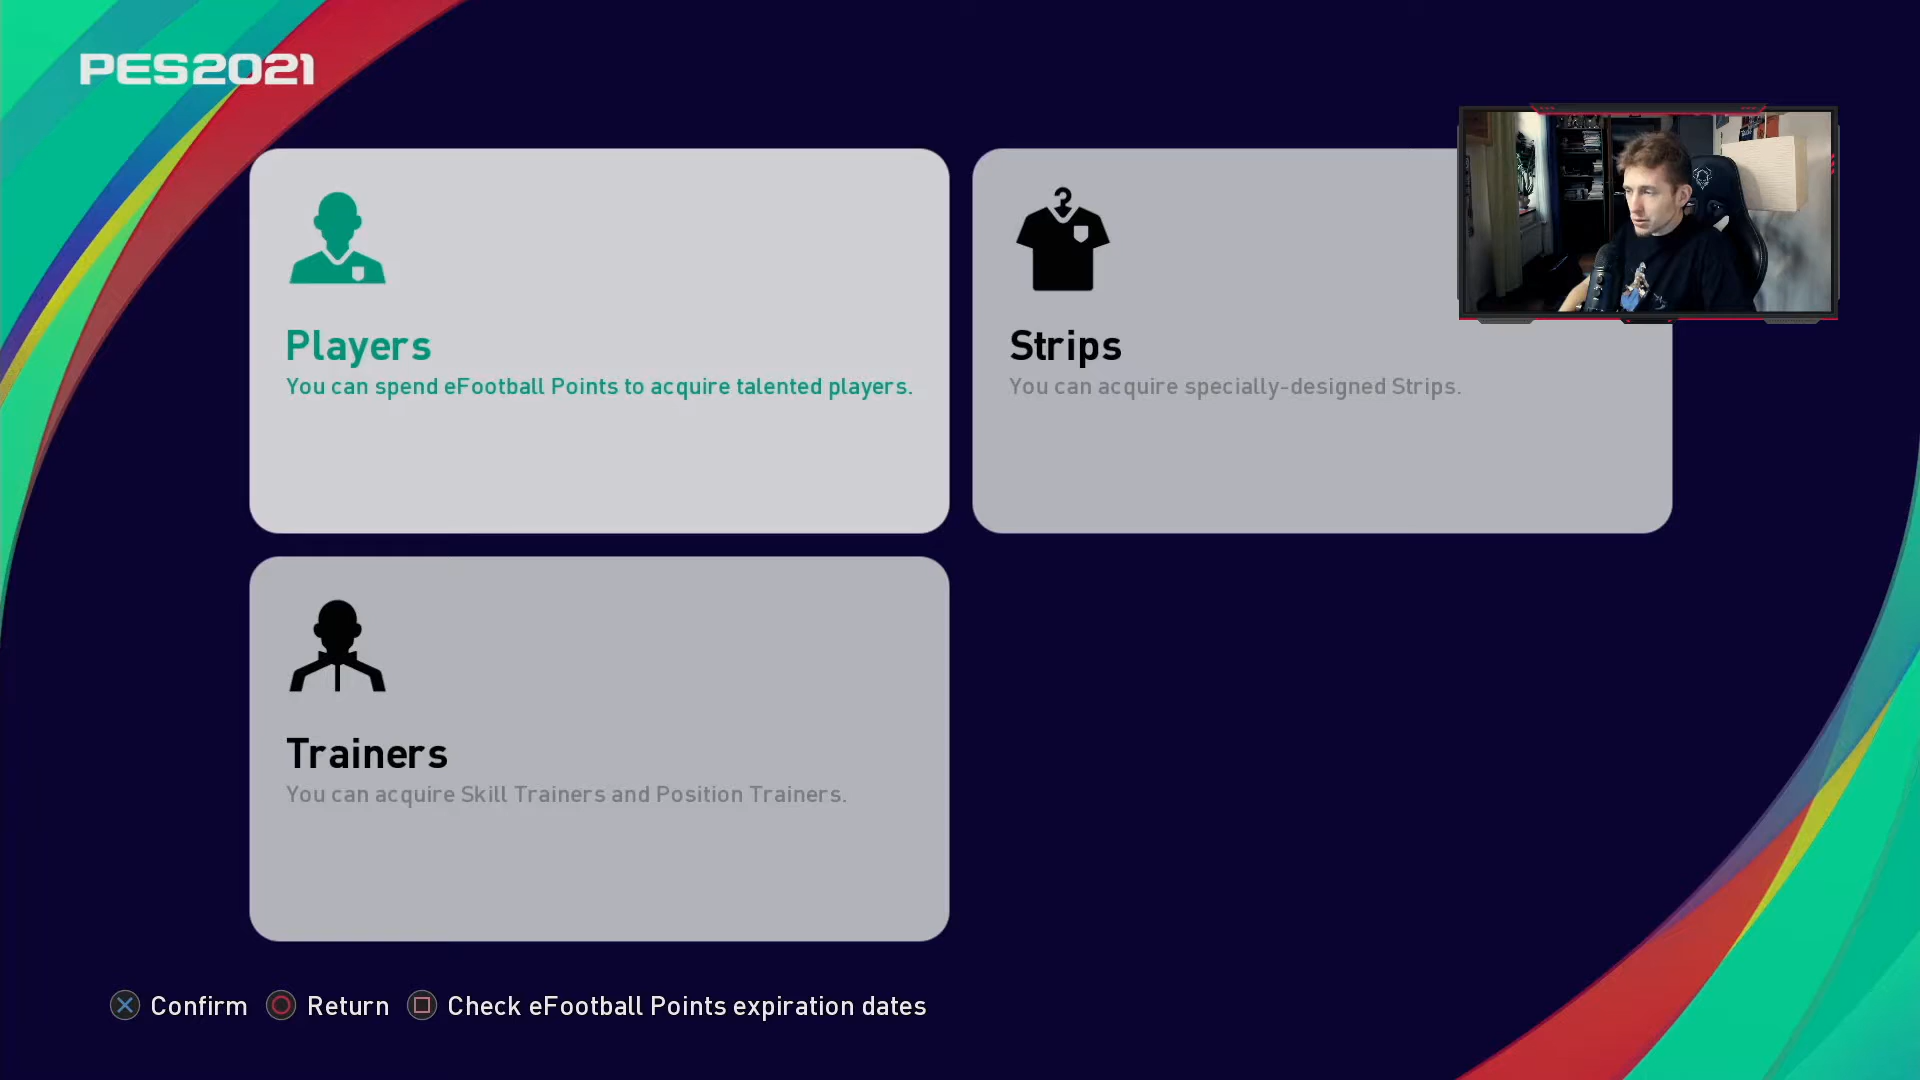 PES2021
Players
You can spend eFootball Points to acquire talented players.
Strips
You can acquire specially-designed Strips.
Trainers
You can acquire Skill Trainers and Position Trainers.
Confirm Return Check eFootball Points expiration dates